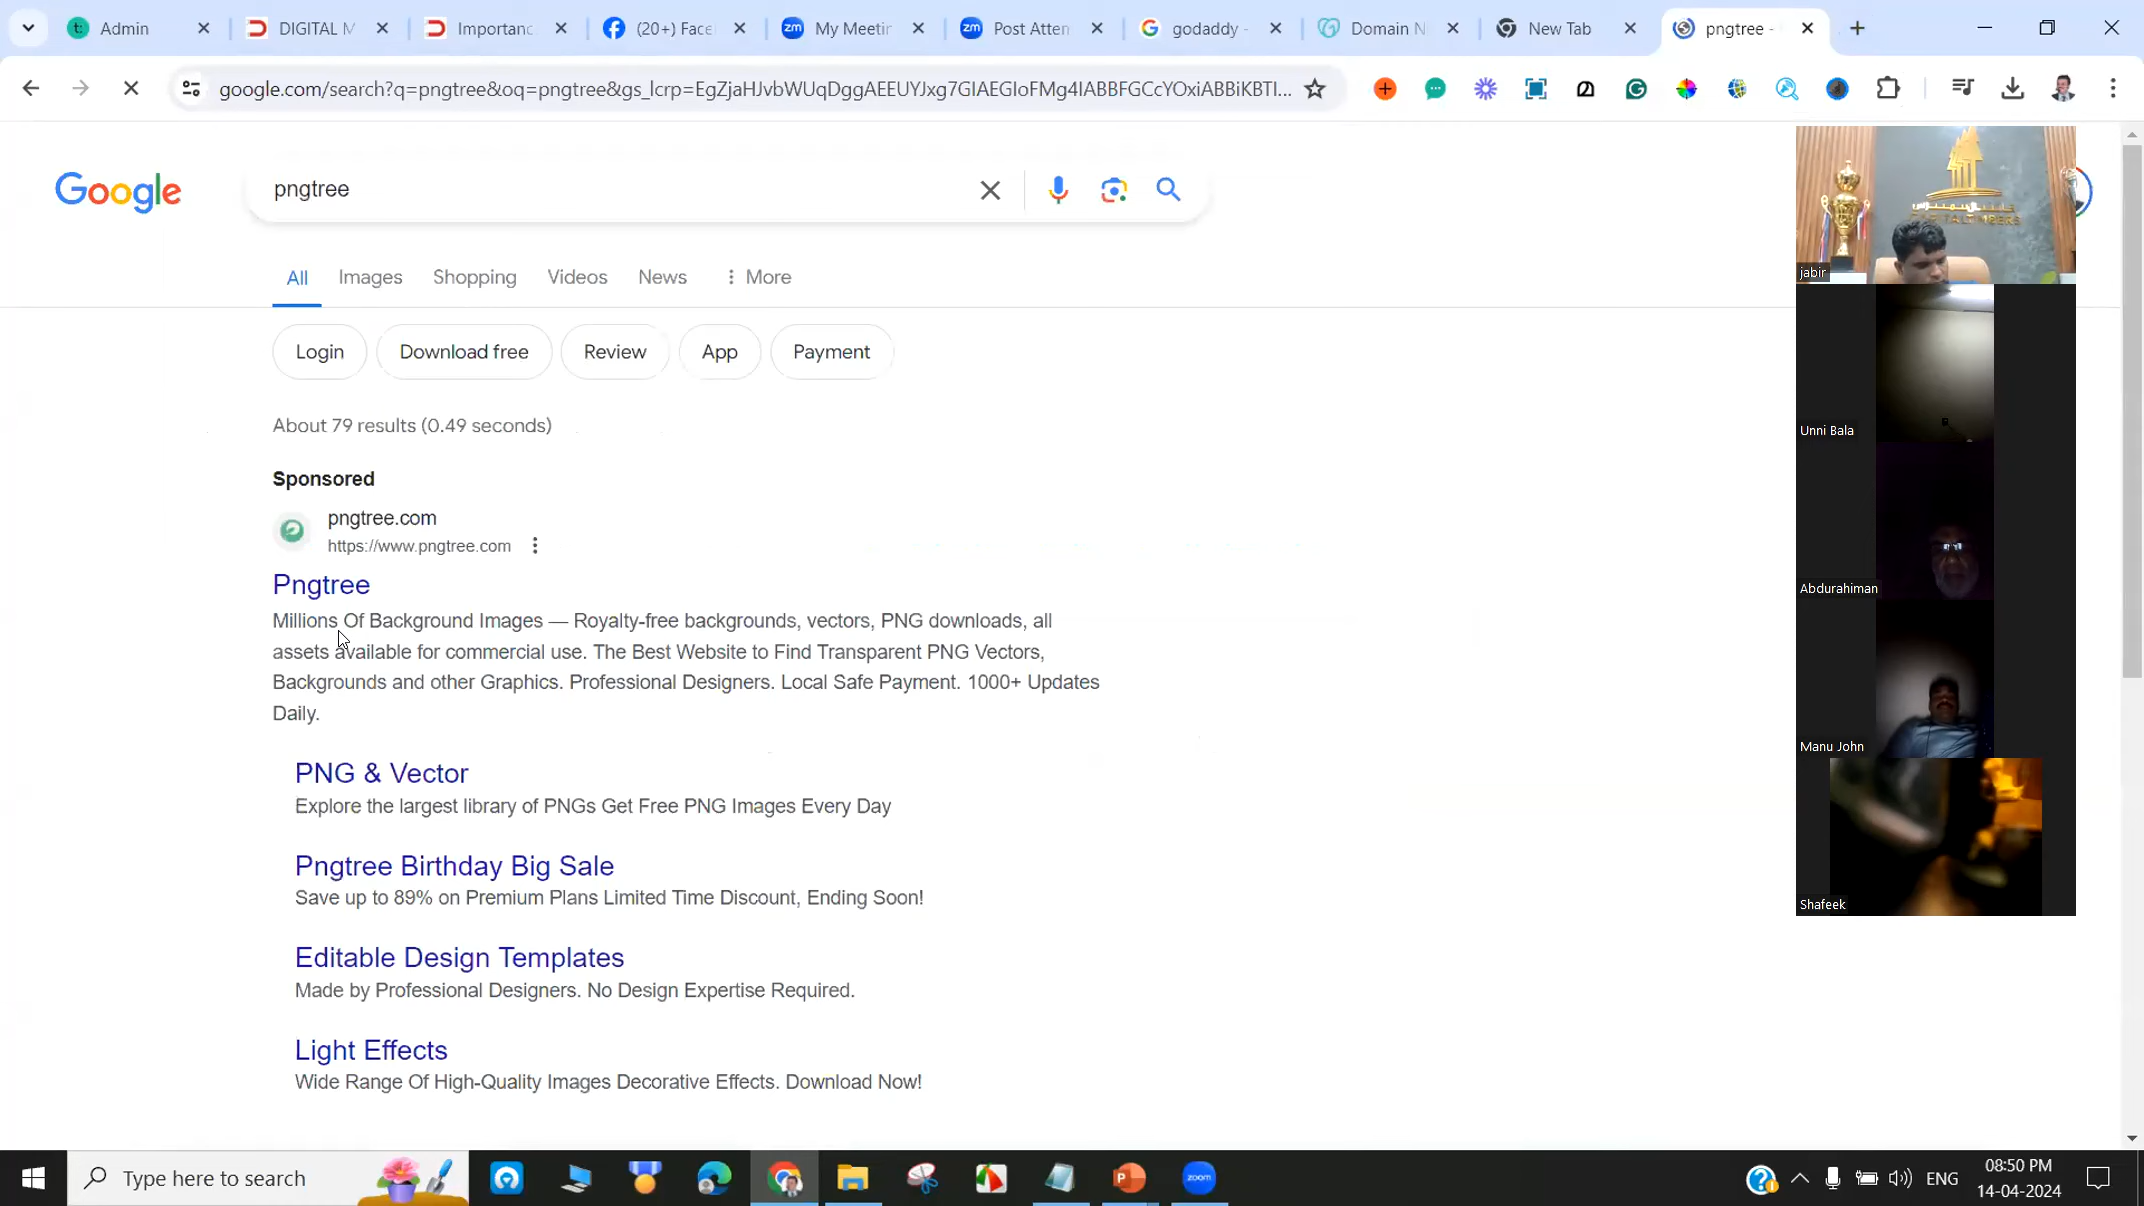 Admin
DIGITAL M
Importanc
(20+) Face
My Meetin
Post Atten
godaddy -
Domain N
New Tab
pngtree -
google.com/search?q=pngtree&oq=pngtree&gs_lcrp=EgZjaHJvbWUqDggAEEUYJxg7GIAEGIoFMg4IABBFGCcYOxiABBiKBTI...
Google
pngtree
All
Images
Shopping
Videos
News
More
Login
Download free
Review
App
Payment
About 79 results (0.49 seconds)
Sponsored
pngtree.com
https://www.pngtree.com
Pngtree
Millions Of Background Images — Royalty-free backgrounds, vectors, PNG downloads, all
assets available for commercial use. The Best Website to Find Transparent PNG Vectors,
Backgrounds and other Graphics. Professional Designers. Local Safe Payment. 1000+ Updates
Daily.
PNG & Vector
Explore the largest library of PNGs Get Free PNG Images Every Day
Pngtree Birthday Big Sale
Save up to 89% on Premium Plans Limited Time Discount, Ending Soon!
Editable Design Templates
Made by Professional Designers. No Design Expertise Required.
Light Effects
Wide Range Of High-Quality Images Decorative Effects. Download Now!
jabir
Unni Bala
Abdurahiman
Manu John
Shafeek
Type here to search
zoom
ENG
08:50 PM
14-04-2024